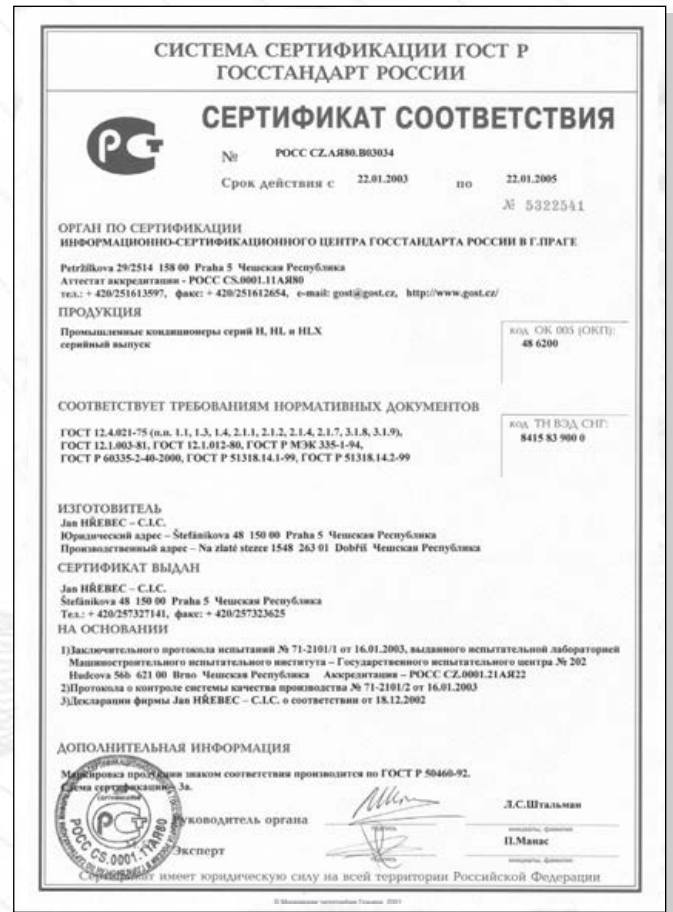 СИСТЕМА СЕРТИФИКАЦИИ ГОСТ Р
ГОССТАНДАРТ РОССИИ
СЕРТИФИКАТ СООТВЕТСТВИЯ
№ РОСС CZ.АЯ80.В03034
Срок действия с 22.01.2003 по 22.01.2005
№ 5322541
ОРГАН ПО СЕРТИФИКАЦИИ
ИНФОРМАЦИОННО-СЕРТИФИКАЦИОННОГО ЦЕНТРА ГОССТАНДАРТА РОССИИ В Г.ПРАГЕ
Petržilkova 29/2514 158 00 Praha 5 Чешская Республика
Аттестат аккредитации - РОСС CS.0001.11АЯ80
тел.: + 420/251613597, факс: + 420/251612654, e-mail: gost@gost.cz, http://www.gost.cz/
ПРОДУКЦИЯ
Промышленные кондиционеры серий H, HL и HLX
серийный выпуск
код ОК 005 (ОКП):
48 6200
СООТВЕТСТВУЕТ ТРЕБОВАНИЯМ НОРМАТИВНЫХ ДОКУМЕНТОВ
ГОСТ 12.4.021-75 (п.п. 1.1, 1.3, 1.4, 2.1.1, 2.1.2, 2.1.4, 2.1.7, 3.1.8, 3.1.9),
ГОСТ 12.1.003-81, ГОСТ 12.1.012-80, ГОСТ Р МЭК 335-1-94,
ГОСТ Р 60335-2-40-2000, ГОСТ Р 51318.14.1-99, ГОСТ Р 51318.14.2-99
код ТН ВЭД СНГ:
8415 83 900 0
ИЗГОТОВИТЕЛЬ
Jan HŘEBEC – C.I.C.
Юридический адрес – Štefánikova 48 150 00 Praha 5 Чешская Республика
Производственный адрес – Na zlaté stezce 1548 263 01 Dobříš Чешская Республика
СЕРТИФИКАТ ВЫДАН
Jan HŘEBEC – C.I.C.
Štefánikova 48 150 00 Praha 5 Чешская Республика
Тел.: + 420/257327141, факс: + 420/257323625
НА ОСНОВАНИИ
1)Заключительного протокола испытаний № 71-2101/1 от 16.01.2003, выданного испытательной лабораторией
Машиностроительного испытательного института – Государственного испытательного центра № 202
Hudcova 56b 621 00 Brno Чешская Республика Аккредитация – РОСС CZ.0001.21АЯ22
2)Протокола о контроле системы качества производства № 71-2101/2 от 16.01.2003
3)Декларации фирмы Jan HŘEBEC – C.I.C. о соответствии от 18.12.2002
ДОПОЛНИТЕЛЬНАЯ ИНФОРМАЦИЯ
Маркировка продукции знаком соответствия производится по ГОСТ Р 50460-92.
Схема сертификации 3а.
РОСС CS.0001.11АЯ80
Руководитель органа
Л.С.Штальман
подпись
инициалы, фамилия
Эксперт
П.Манас
инициалы, фамилия
Сертификат имеет юридическую силу на всей территории Российской Федерации